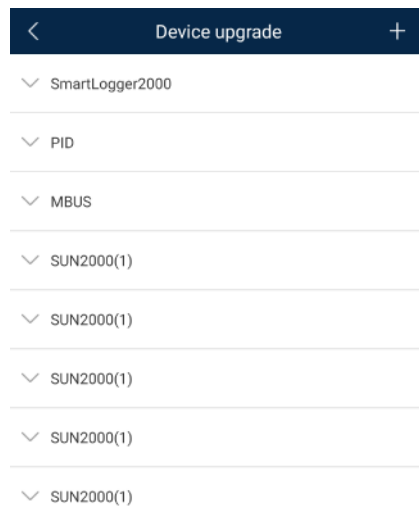 Device upgrade
SmartLogger2000
PID
MBUS
SUN2000(1)
SUN2000(1)
SUN2000(1)
SUN2000(1)
SUN2000(1)